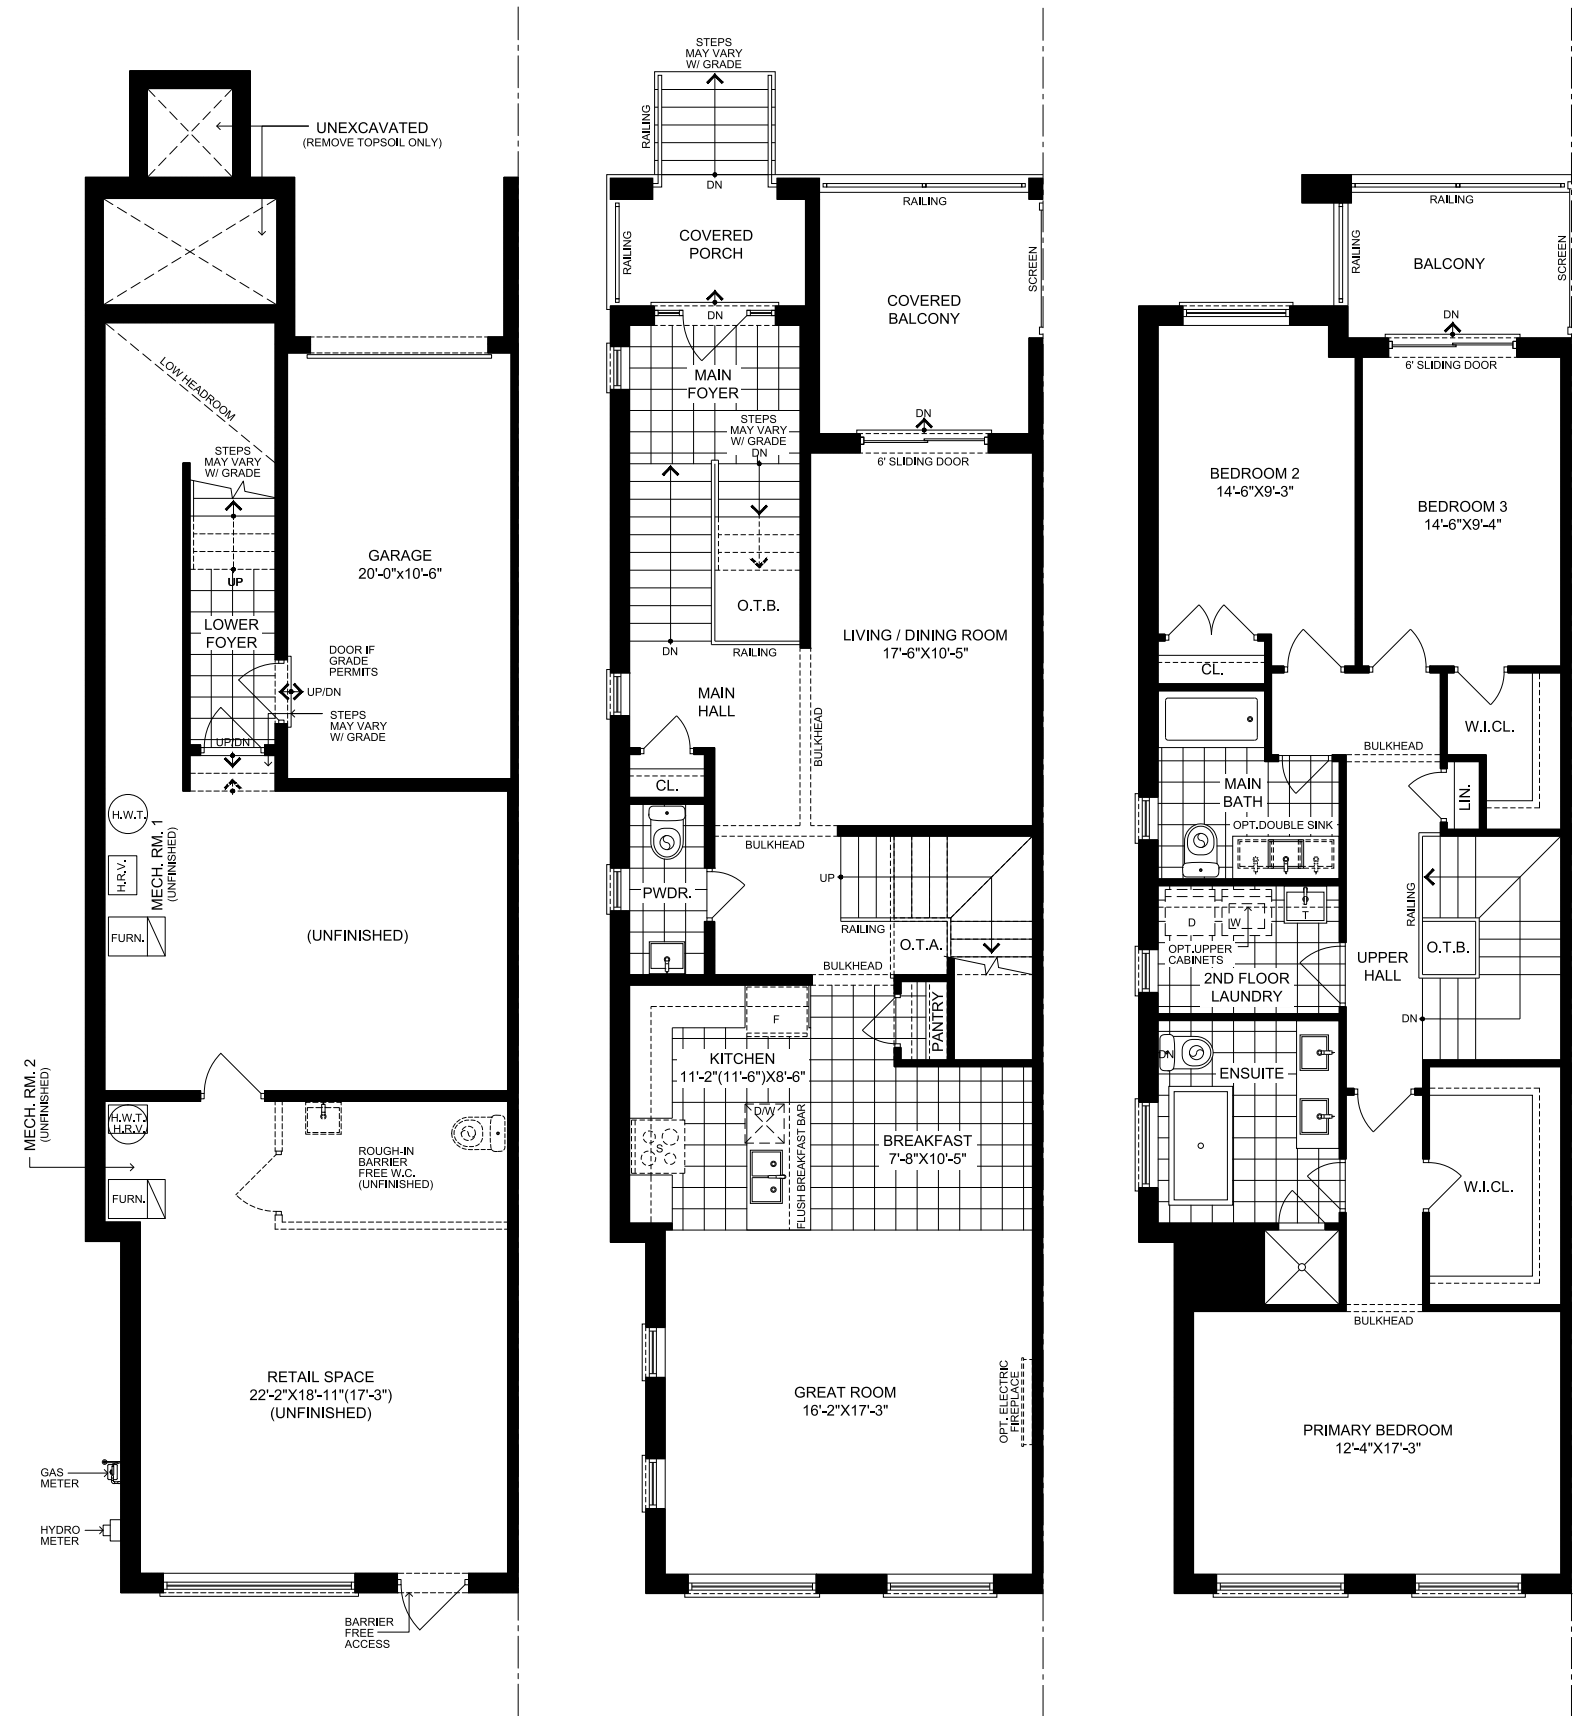 UNEXCAVATED
(REMOVE TOPSOIL ONLY)
LOW HEADROOM
STEPS
MAY VARY
W/ GRADE
UP
LOWER
FOYER
GARAGE
20'-0"x10'-6"
DOOR IF
GRADE
PERMITS
UP/DN
STEPS
MAY VARY
W/ GRADE
UP/DN
H.W.T.
H.R.V.
MECH. RM. 1
(UNFINISHED)
FURN.
(UNFINISHED)
MECH. RM. 2
(UNFINISHED)
H.W.T.
H.R.V.
FURN.
ROUGH-IN
BARRIER
FREE W.C.
(UNFINISHED)
RETAIL SPACE
22'-2"X18'-11"(17'-3")
(UNFINISHED)
GAS
METER
HYDRO
METER
BARRIER
FREE
ACCESS
STEPS
MAY VARY
W/ GRADE
RAILING
DN
RAILING
COVERED
PORCH
DN
RAILING
COVERED
BALCONY
SCREEN
MAIN
FOYER
STEPS
MAY VARY
W/ GRADE
DN
DN
6' SLIDING DOOR
O.T.B.
RAILING
DN
LIVING / DINING ROOM
17'-6"X10'-5"
MAIN
HALL
BULKHEAD
CL.
BULKHEAD
PWDR.
UP
RAILING
O.T.A.
BULKHEAD
PANTRY
F
KITCHEN
11'-2"(11'-6")X8'-6"
D/W
S
FLUSH BREAKFAST BAR
BREAKFAST
7'-8"X10'-5"
GREAT ROOM
16'-2"X17'-3"
OPT. ELECTRIC
FIREPLACE
RAILING
RAILING
BALCONY
SCREEN
DN
6' SLIDING DOOR
BEDROOM 2
14'-6"X9'-3"
BEDROOM 3
14'-6"X9'-4"
CL.
W.I.CL.
BULKHEAD
LIN.
MAIN
BATH
OPT.DOUBLE SINK
RAILING
D
W
T
OPT.UPPER
CABINETS
2ND FLOOR
LAUNDRY
UPPER
HALL
O.T.B.
DN
DN
ENSUITE
W.I.CL.
BULKHEAD
PRIMARY BEDROOM
12'-4"X17'-3"